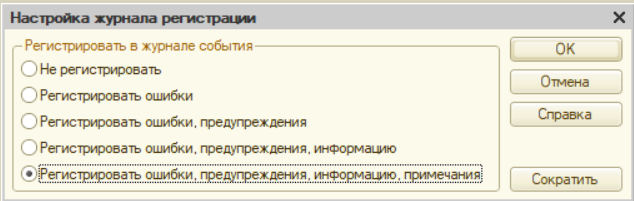 Настройка журнала регистрации
Регистрировать в журнале события
Не регистрировать
Регистрировать ошибки
Регистрировать ошибки, предупреждения
Регистрировать ошибки, предупреждения, информацию
Регистрировать ошибки, предупреждения, информацию, примечания
OK
Отмена
Справка
Сократить